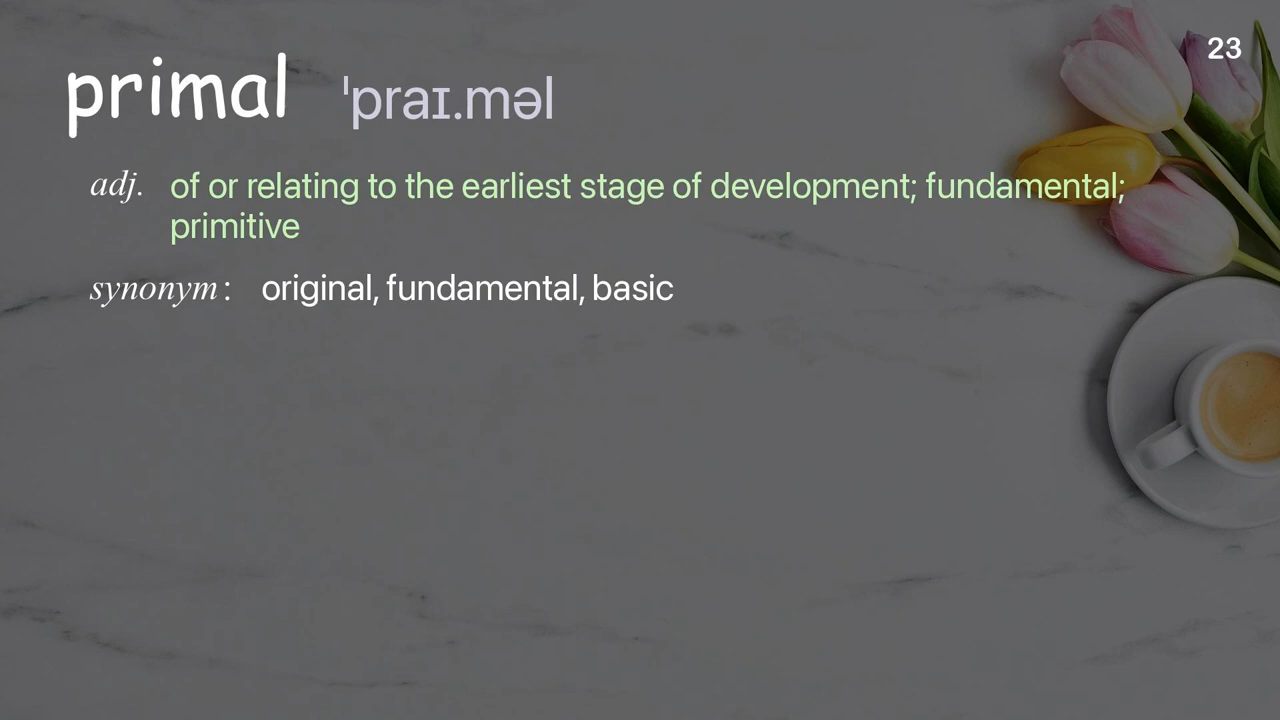 23
primal ˈpraɪ.məl
adj. of or relating to the earliest stage of development; fundamental;
primitive
synonym : original, fundamental, basic